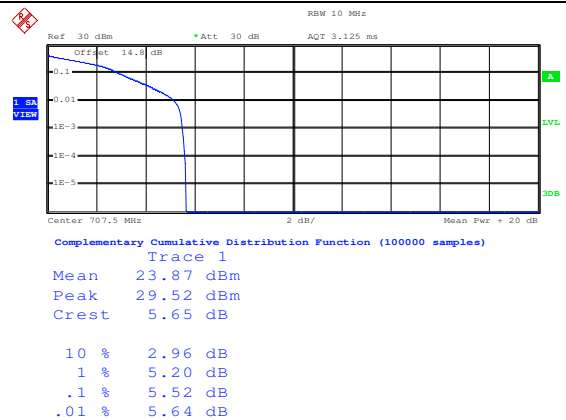 RBW 10 MHz
Ref 30 dBm *Att 30 dB AQT 3.125 ms
Offset 14.8 dB
0.1
A
0.01
1 SA
VIEW
1E-3
LVL
1E-4
1E-5
3DB
Center 707.5 MHz 2 dB/ Mean Pwr + 20 dB
Complementary Cumulative Distribution Function (100000 samples)
Trace 1
Mean 23.87 dBm
Peak 29.52 dBm
Crest 5.65 dB
10 % 2.96 dB
1 % 5.20 dB
.1 % 5.52 dB
.01 % 5.64 dB